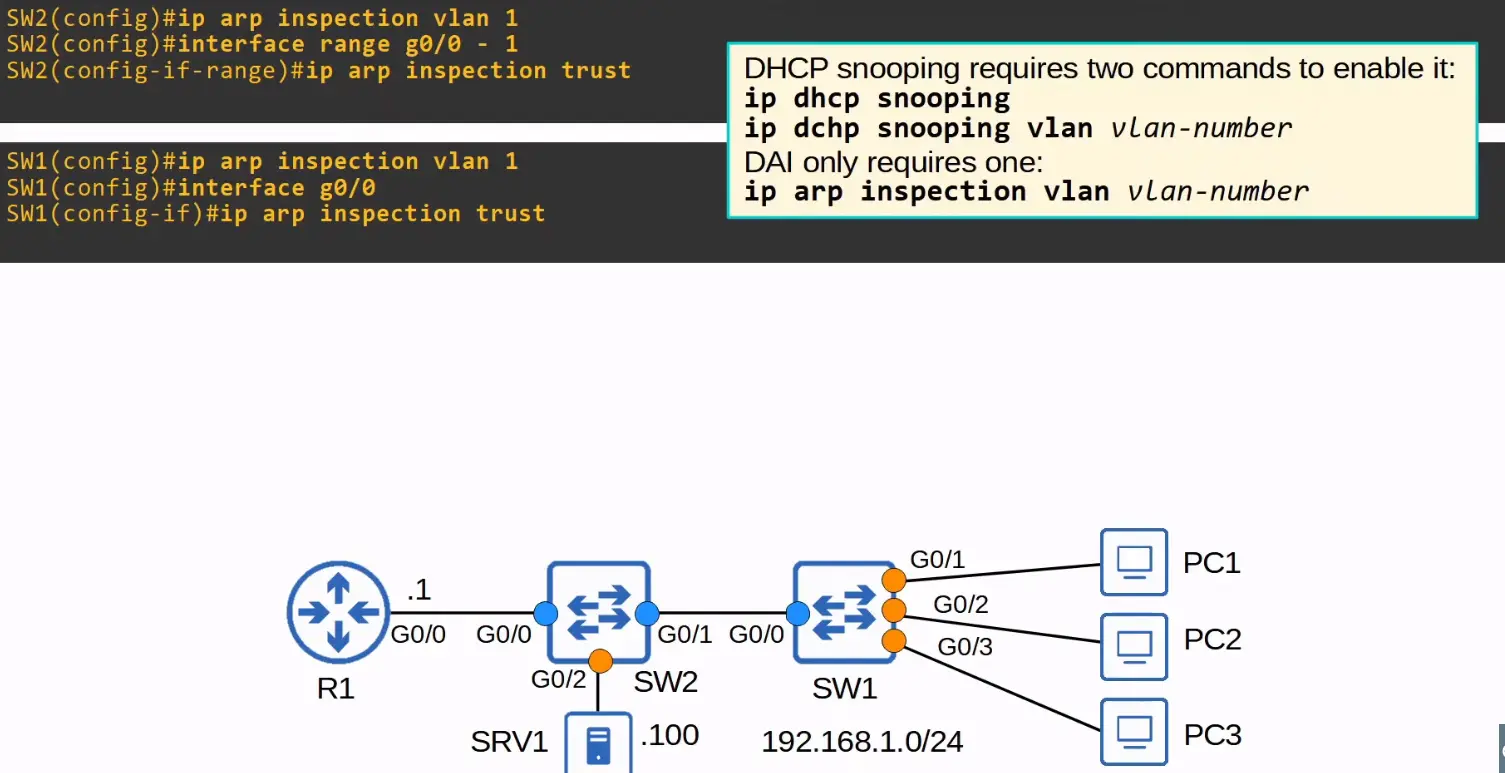 SW2(config)#ip arp inspection vlan 1
SW2(config)#interface range g0/0 - 1
SW2(config-if-range)#ip arp inspection trust
DHCP snooping requires two commands to enable it:
ip dhcp snooping
ip dchp snooping vlan vlan-number
DAI only requires one:
ip arp inspection vlan vlan-number
SW1(config)#ip arp inspection vlan 1
SW1(config)#interface g0/0
SW1(config-if)#ip arp inspection trust
G0/1
PC1
.1
G0/2
G0/0
G0/0
G0/1
G0/0
G0/3
PC2
R1
G0/2
SW2
SW1
SRV1
.100
192.168.1.0/24
PC3